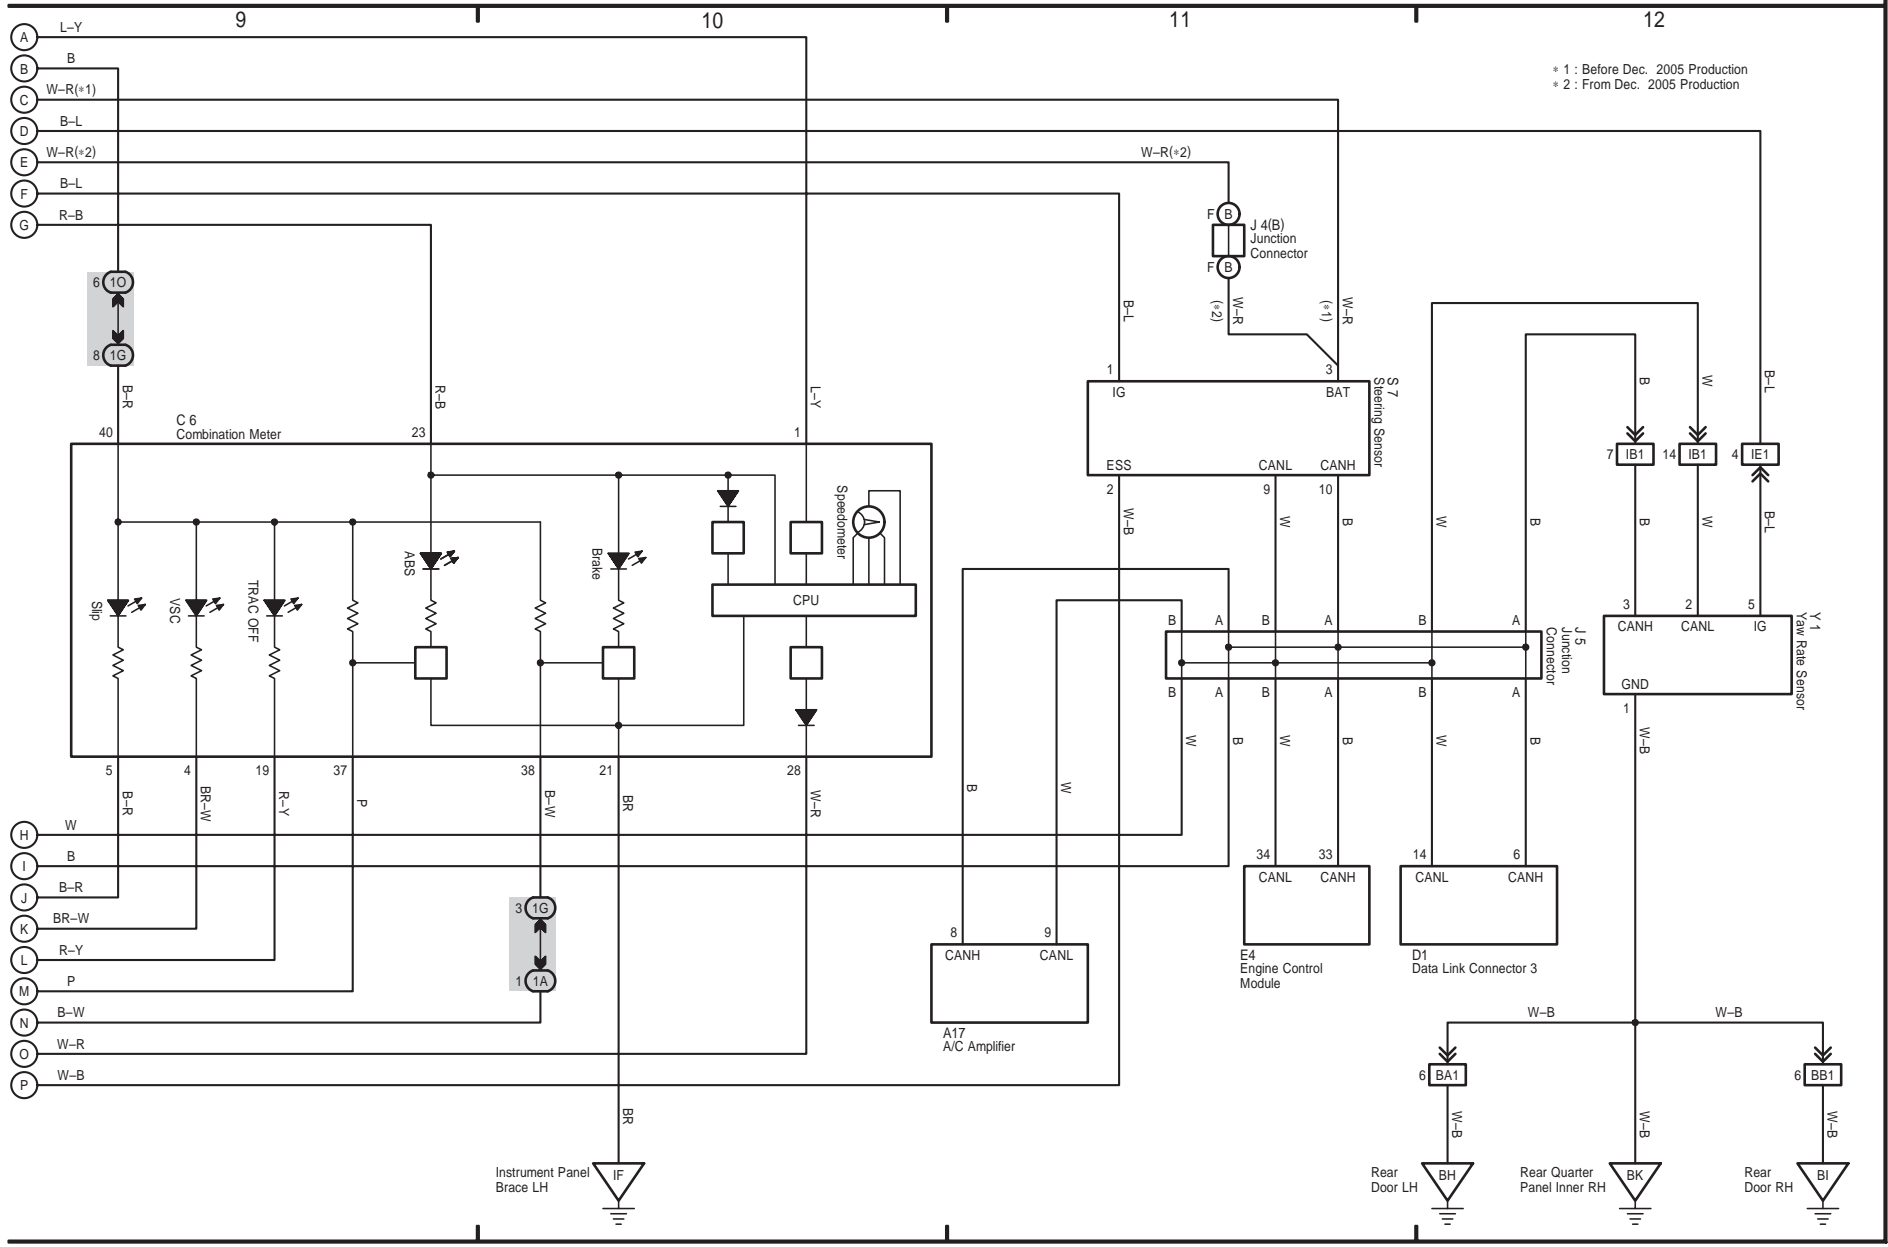 9
10
11
12
A
L–Y
B
B
C
W–R(*1)
D
B–L
E
W–R(*2)
W–R(*2)
F
B–L
G
R–B
* 1 : Before Dec. 2005 Production
* 2 : From Dec. 2005 Production
F
B
J 4(B)
Junction
Connector
F
B
6
1O
8
1G
B–R
R–B
L–Y
B–L
W–R
(*2)
W–R
(*1)
B
W
B–L
C 6
Combination Meter
40
23
1
1
3
IG
BAT
S 7
Steering Sensor
ESS
CANL
CANH
2
9
10
7
IB1
14
IB1
4
IE1
W–B
W
B
W
B
B
W
B–L
Slip
VSC
TRAC OFF
ABS
Brake
Speedometer
CPU
B
A
B
A
B
A
J 5
Junction
Connector
B
A
B
A
B
A
3
2
5
CANH
CANL
IG
Y 1
Yaw Rate Sensor
GND
1
W–B
W
B
W
B
W
B
5
4
19
37
38
21
28
B–R
BR–W
R–Y
P
B–W
BR
W–R
B
W
H
W
I
B
J
B–R
K
BR–W
L
R–Y
M
P
N
B–W
O
W–R
P
W–B
3
1G
1
1A
8
9
CANH
CANL
A17
A/C Amplifier
34
33
CANL
CANH
E4
Engine Control
Module
14
6
CANL
CANH
D1
Data Link Connector 3
W–B
W–B
6
BA1
6
BB1
BR
W–B
W–B
W–B
Instrument Panel
Brace LH
IF
Rear
Door LH
BH
Rear Quarter
Panel Inner RH
BK
Rear
Door RH
BI